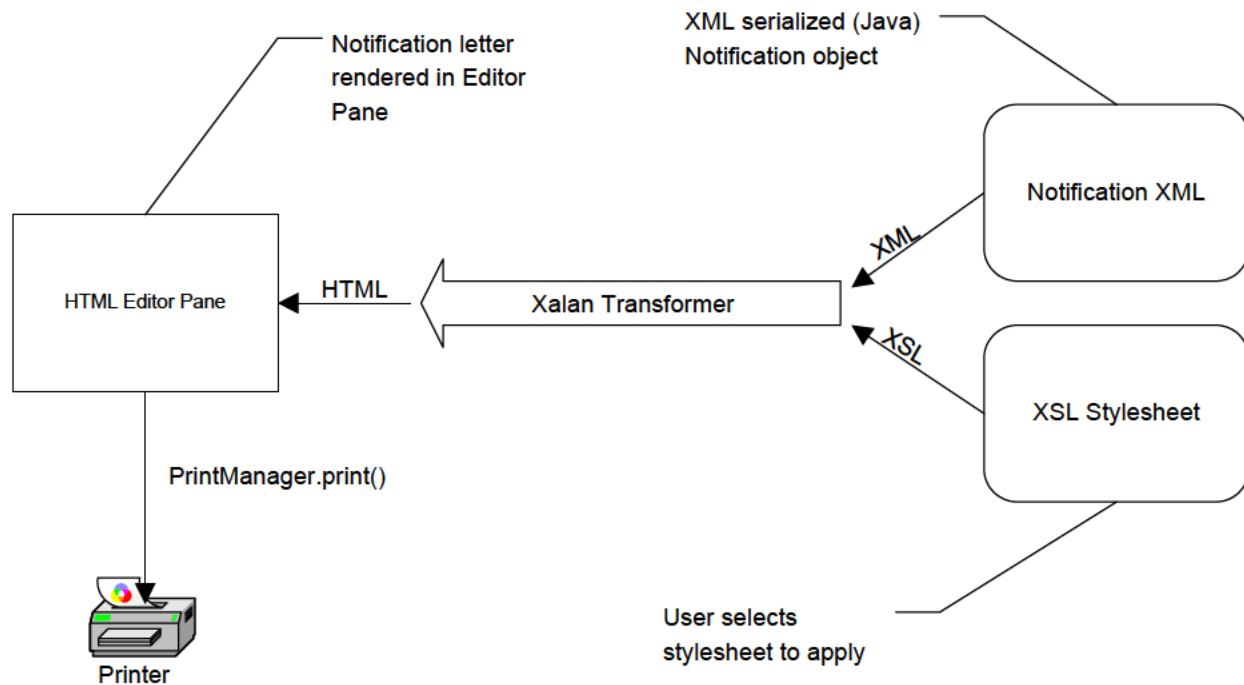 XML serialized (Java)
Notification object
Notification letter
rendered in Editor
Pane
Notification XML
XML
HTML Editor Pane
HTML
Xalan Transformer
XSL
XSL Stylesheet
PrintManager.print()
User selects
stylesheet to apply
Printer